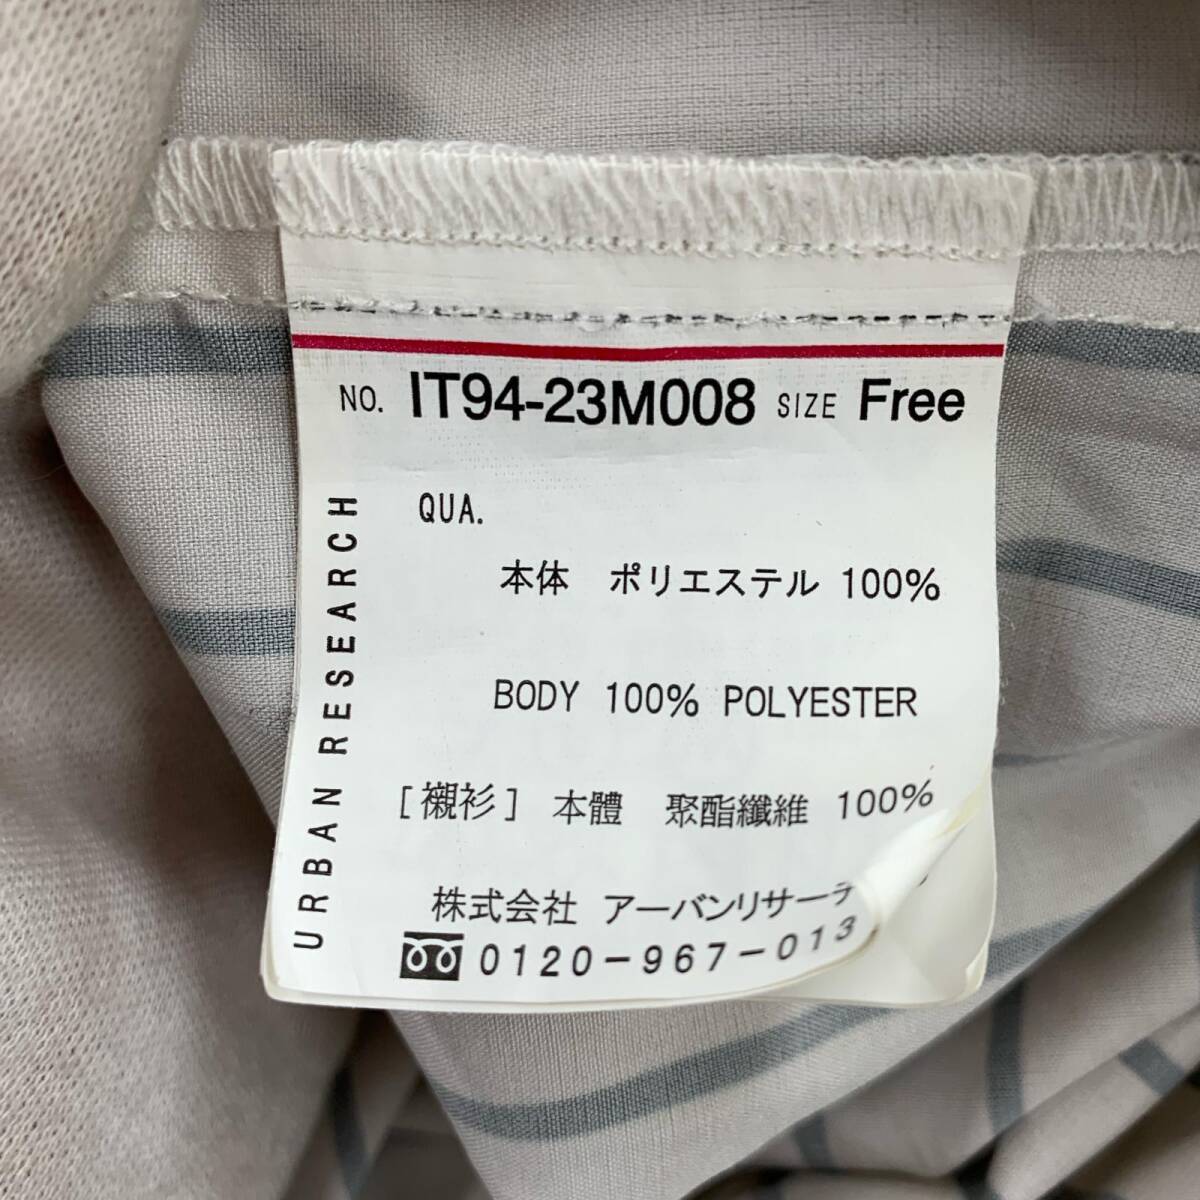 NO. IT94-23M008 SIZE Free
QUA.
本体 ポリエステル 100%
BODY 100% POLYESTER
[襯衫] 本體 聚酯纖維 100%
株式会社 アーバンリサーチ
0120-967-013
URBAN RESEARCH